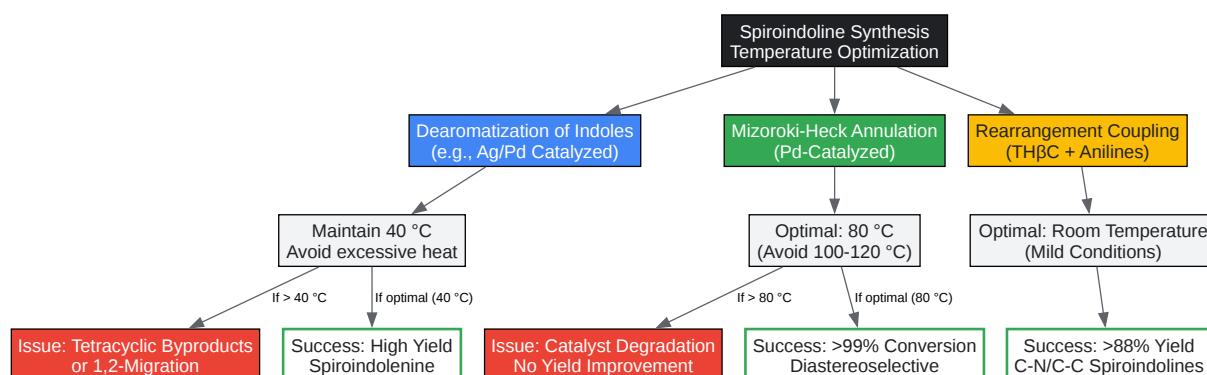 Spiroindoline Synthesis
Temperature Optimization
Dearomatization of Indoles
(e.g., Ag/Pd Catalyzed)
Mizoroki-Heck Annulation
(Pd-Catalyzed)
Rearrangement Coupling
(THβC + Anilines)
Maintain 40 °C
Avoid excessive heat
Optimal: 80 °C
(Avoid 100-120 °C)
Optimal: Room Temperature
(Mild Conditions)
If > 40 °C
If optimal (40 °C)
If > 80 °C
If optimal (80 °C)
Issue: Tetracyclic Byproducts
or 1,2-Migration
Success: High Yield
Spiroindolenine
Issue: Catalyst Degradation
No Yield Improvement
Success: >99% Conversion
Diastereoselective
Success: >88% Yield
C-N/C-C Spiroindolines